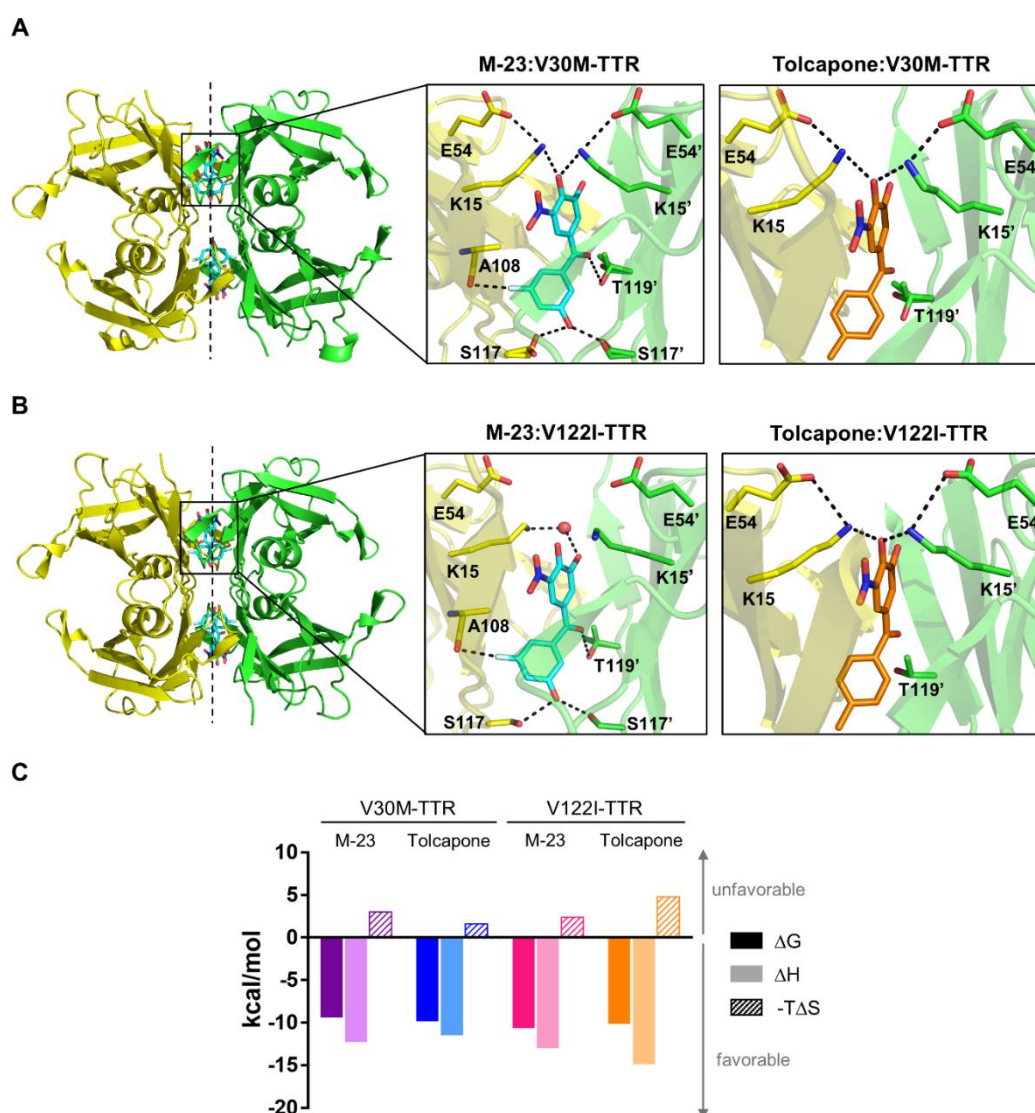 A
M-23:V30M-TTR
Tolcapone:V30M-TTR
E54
E54'
K15
K15'
A108
T119'
S117
S117'
E54
E54'
K15
K15'
T119'
B
M-23:V122I-TTR
Tolcapone:V122I-TTR
E54
E54'
K15
K15'
A108
T119'
S117
S117'
E54
E54
K15
K15'
T119'
C
V30M-TTR
V122I-TTR
M-23
Tolcapone
M-23
Tolcapone
10
5
0
-5
-10
-15
-20
kcal/mol
unfavorable
ΔG
ΔH
-TΔS
favorable